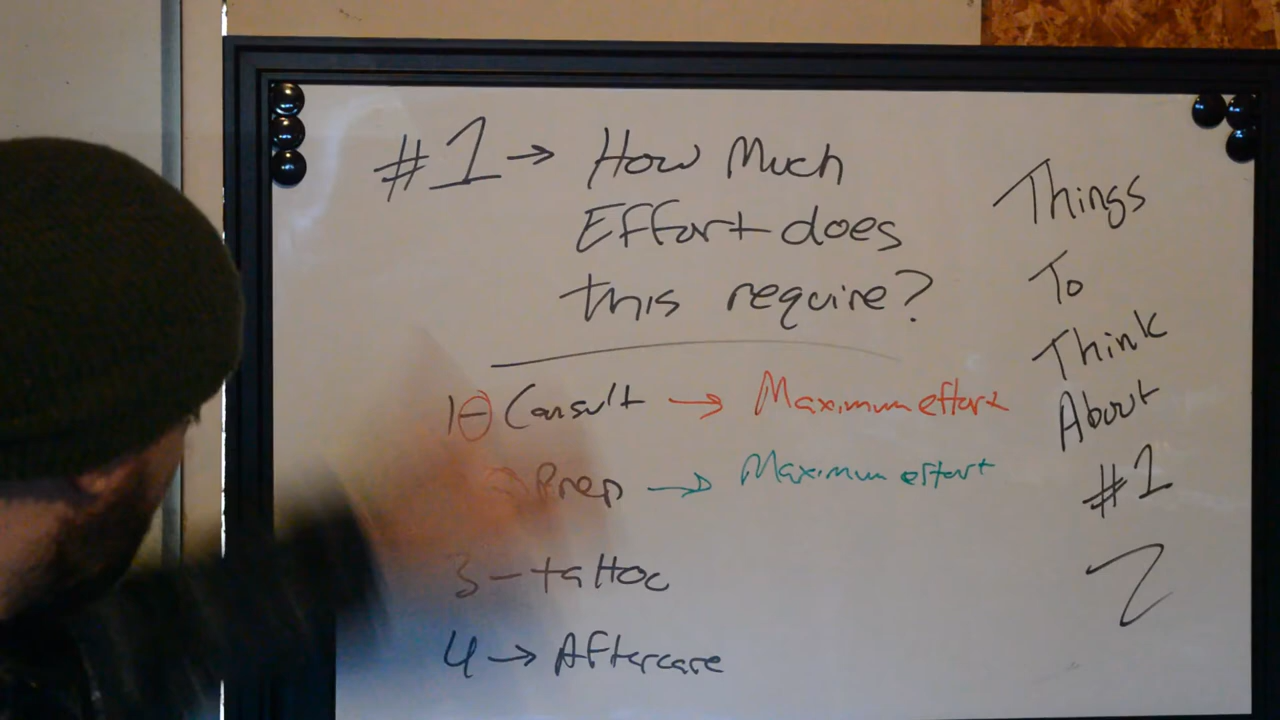 #1 → How Much
Effort does
this require?
1 - Consult → Maximum effort
Prep → Maximum effort
3 - tattoo
4 → Aftercare
Things
To
Think
About
#1